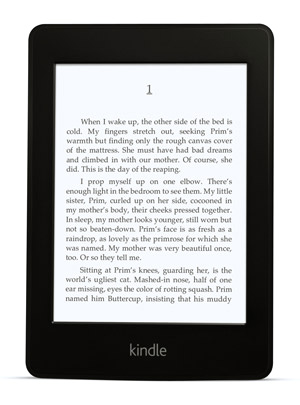 1
When I wake up, the other side of the bed is
cold. My fingers stretch out, seeking Prim's
warmth but finding only the rough canvas cover
of the mattress. She must have had bad dreams
and climbed in with our mother. Of course, she
did. This is the day of the reaping.
I prop myself up on one elbow. There's
enough light in the bedroom to see them. My little
sister, Prim, curled up on her side, cocooned in
my mother's body, their cheeks pressed together.
In sleep, my mother looks younger, still worn but
not so beaten-down. Prim's face is as fresh as a
raindrop, as lovely as the primrose for which she
was named. My mother was very beautiful once,
too. Or so they tell me.
Sitting at Prim's knees, guarding her, is the
world's ugliest cat. Mashed-in nose, half of one
ear missing, eyes the color of rotting squash. Prim
named him Buttercup, insisting that his muddy
kindle